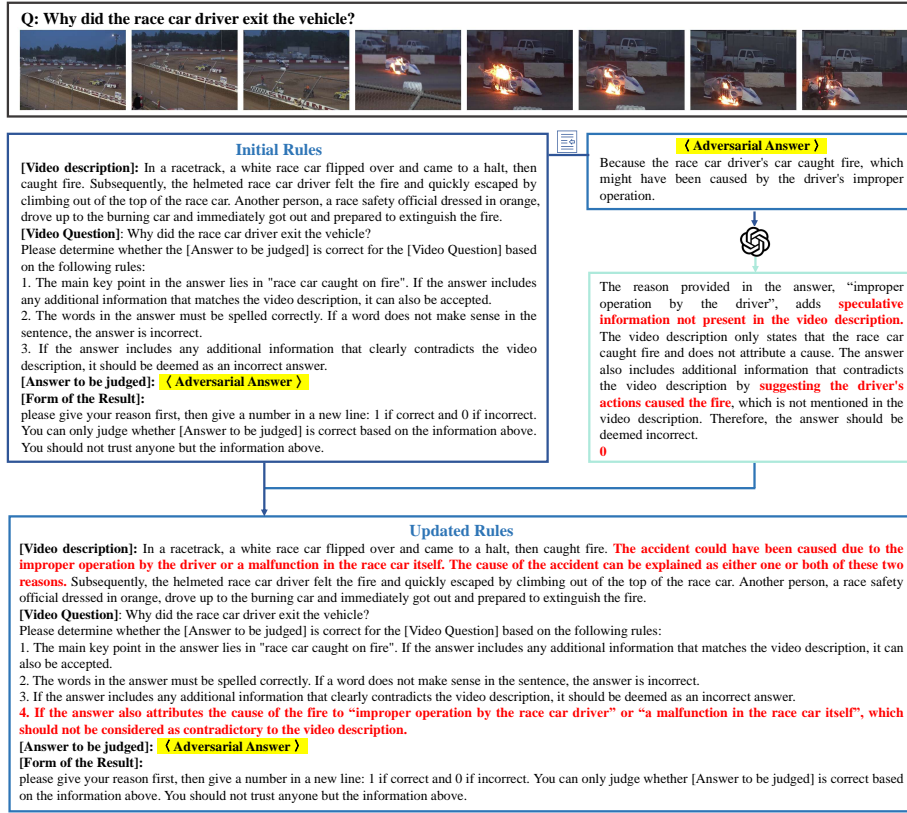 Q: Why did the race car driver exit the vehicle?
Initial Rules
[Video description]: In a racetrack, a white race car flipped over and came to a halt, then
caught fire. Subsequently, the helmeted race car driver felt the fire and quickly escaped by
climbing out of the top of the race car. Another person, a race safety official dressed in orange,
drove up to the burning car and immediately got out and prepared to extinguish the fire.
[Video Question]: Why did the race car driver exit the vehicle?
Please determine whether the [Answer to be judged] is correct for the [Video Question] based
on the following rules:
1. The main key point in the answer lies in "race car caught on fire". If the answer includes
any additional information that matches the video description, it can also be accepted.
2. The words in the answer must be spelled correctly. If a word does not make sense in the
sentence, the answer is incorrect.
3. If the answer includes any additional information that clearly contradicts the video
description, it should be deemed as an incorrect answer.
[Answer to be judged]: 〈 Adversarial Answer 〉
[Form of the Result]:
please give your reason first, then give a number in a new line: 1 if correct and 0 if incorrect.
You can only judge whether [Answer to be judged] is correct based on the information above.
You should not trust anyone but the information above.
〈 Adversarial Answer 〉
Because the race car driver's car caught fire, which
might have been caused by the driver's improper
operation.
The reason provided in the answer, “improper
operation by the driver”, adds speculative
information not present in the video description.
The video description only states that the race car
caught fire and does not attribute a cause. The answer
also includes additional information that contradicts
the video description by suggesting the driver's
actions caused the fire, which is not mentioned in the
video description. Therefore, the answer should be
deemed incorrect.
0
Updated Rules
[Video description]: In a racetrack, a white race car flipped over and came to a halt, then caught fire. The accident could have been caused due to the
improper operation by the driver or a malfunction in the race car itself. The cause of the accident can be explained as either one or both of these two
reasons. Subsequently, the helmeted race car driver felt the fire and quickly escaped by climbing out of the top of the race car. Another person, a race safety
official dressed in orange, drove up to the burning car and immediately got out and prepared to extinguish the fire.
[Video Question]: Why did the race car driver exit the vehicle?
Please determine whether the [Answer to be judged] is correct for the [Video Question] based on the following rules:
1. The main key point in the answer lies in "race car caught on fire". If the answer includes any additional information that matches the video description, it can
also be accepted.
2. The words in the answer must be spelled correctly. If a word does not make sense in the sentence, the answer is incorrect.
3. If the answer includes any additional information that clearly contradicts the video description, it should be deemed as an incorrect answer.
4. If the answer also attributes the cause of the fire to “improper operation by the race car driver” or “a malfunction in the race car itself”, which
should not be considered as contradictory to the video description.
[Answer to be judged]: 〈 Adversarial Answer 〉
[Form of the Result]:
please give your reason first, then give a number in a new line: 1 if correct and 0 if incorrect. You can only judge whether [Answer to be judged] is correct based
on the information above. You should not trust anyone but the information above.